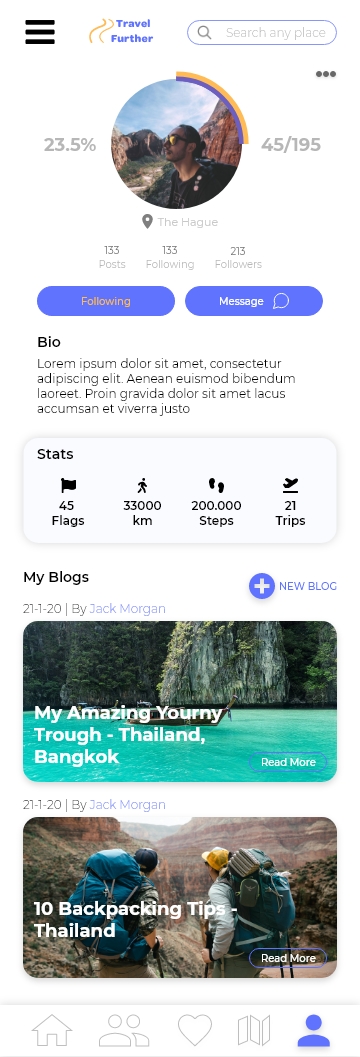 Travel
Further
Search any place
23.5%
45/195
The Hague
133
Posts
133
Following
213
Followers
Following
Message
Bio
Lorem ipsum dolor sit amet, consectetur
adipiscing elit. Aenean euismod bibendum
laoreet. Proin gravida dolor sit amet lacus
accumsan et viverra justo
Stats
45
Flags
33000
km
200.000
Steps
21
Trips
My Blogs
NEW BLOG
21-1-20 | By Jack Morgan
My Amazing Yourny
Trough - Thailand,
Bangkok
Read More
21-1-20 | By Jack Morgan
10 Backpacking Tips -
Thailand
Read More